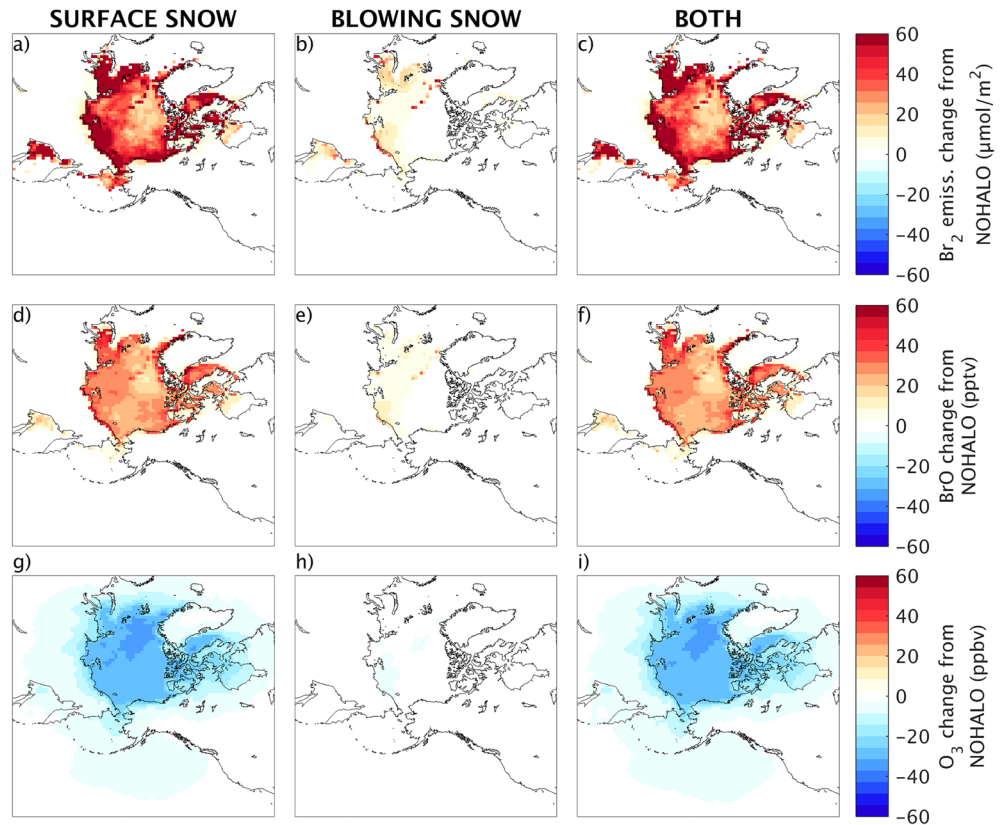 SURFACE SNOW
BLOWING SNOW
BOTH
a)
b)
c)
60
40
20
0
−20
−40
−60
Br2 emiss. change from
NOHALO (μmol/m²)
d)
e)
f)
60
40
20
0
−20
−40
−60
BrO change from
NOHALO (pptv)
g)
h)
i)
60
40
20
0
−20
−40
−60
O3 change from
NOHALO (ppbv)